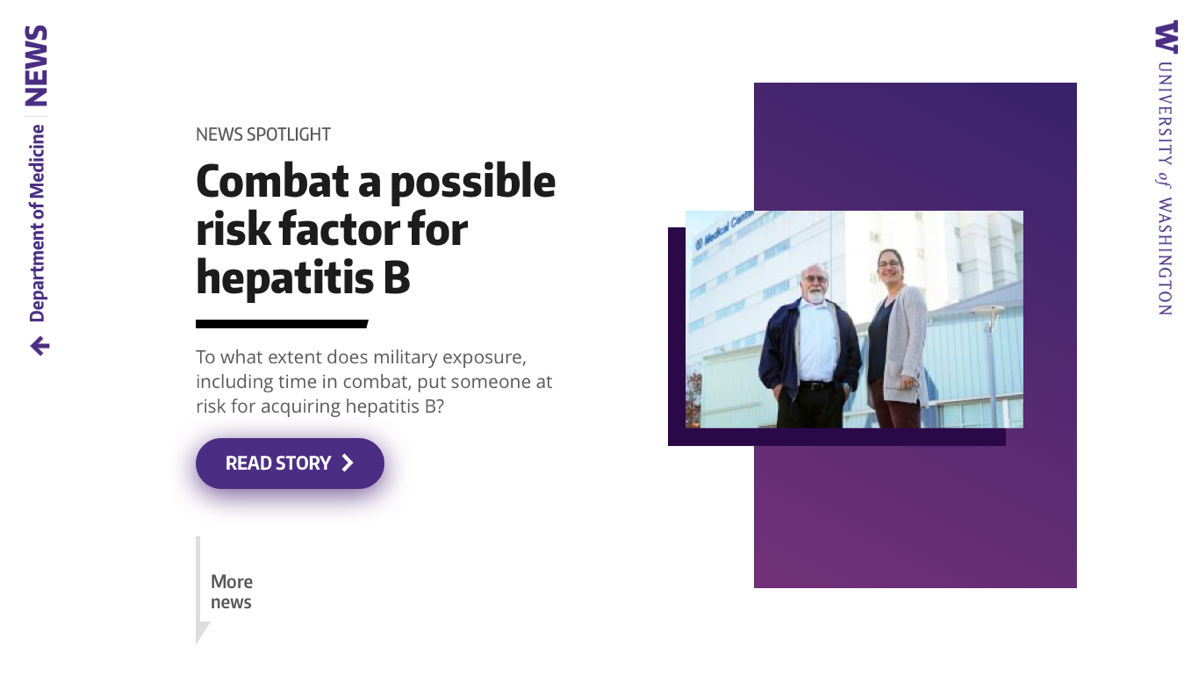 NEWS
Department of Medicine
W UNIVERSITY of WASHINGTON
NEWS SPOTLIGHT
Combat a possible
risk factor for
hepatitis B
To what extent does military exposure,
including time in combat, put someone at
risk for acquiring hepatitis B?
READ STORY
More
news
Medical Center